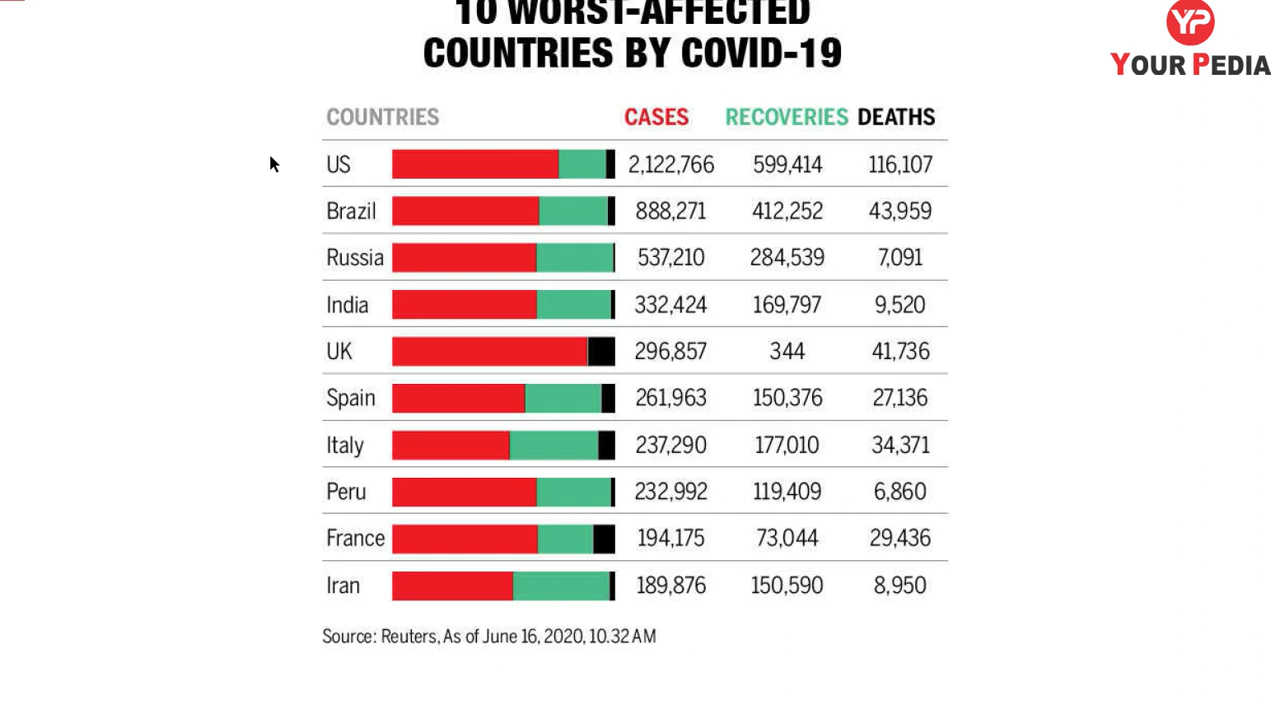 10 WORST-AFFECTED
COUNTRIES BY COVID-19
YP
YOUR PEDIA
COUNTRIES CASES RECOVERIES DEATHS
US 2,122,766 599,414 116,107
Brazil 888,271 412,252 43,959
Russia 537,210 284,539 7,091
India 332,424 169,797 9,520
UK 296,857 344 41,736
Spain 261,963 150,376 27,136
Italy 237,290 177,010 34,371
Peru 232,992 119,409 6,860
France 194,175 73,044 29,436
Iran 189,876 150,590 8,950
Source: Reuters, As of June 16, 2020, 10.32 AM